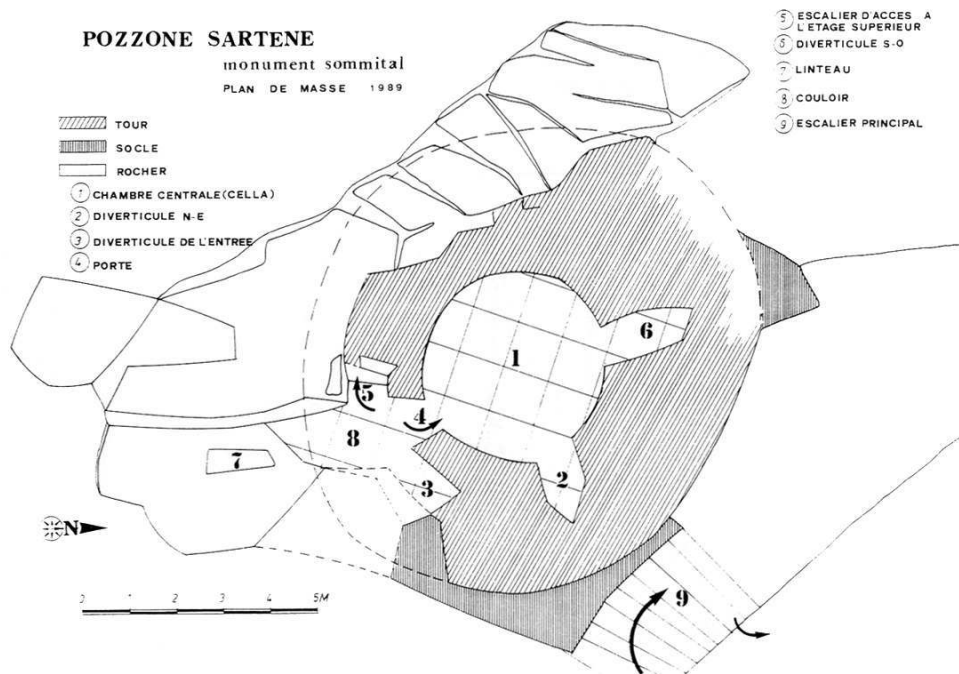 POZZONE SARTENE
monument sommital
PLAN DE MASSE 1989
TOUR
SOCLE
ROCHER
1 CHAMBRE CENTRALE(CELLA)
2 DIVERTICULE N-E
3 DIVERTICULE DE L'ENTREE
4 PORTE
5 ESCALIER D'ACCES A
L'ETAGE SUPERIEUR
6 DIVERTICULE S-O
7 LINTEAU
8 COULOIR
9 ESCALIER PRINCIPAL
6
1
5
4
8
7
3
2
9
N
0 1 2 3 4 5M